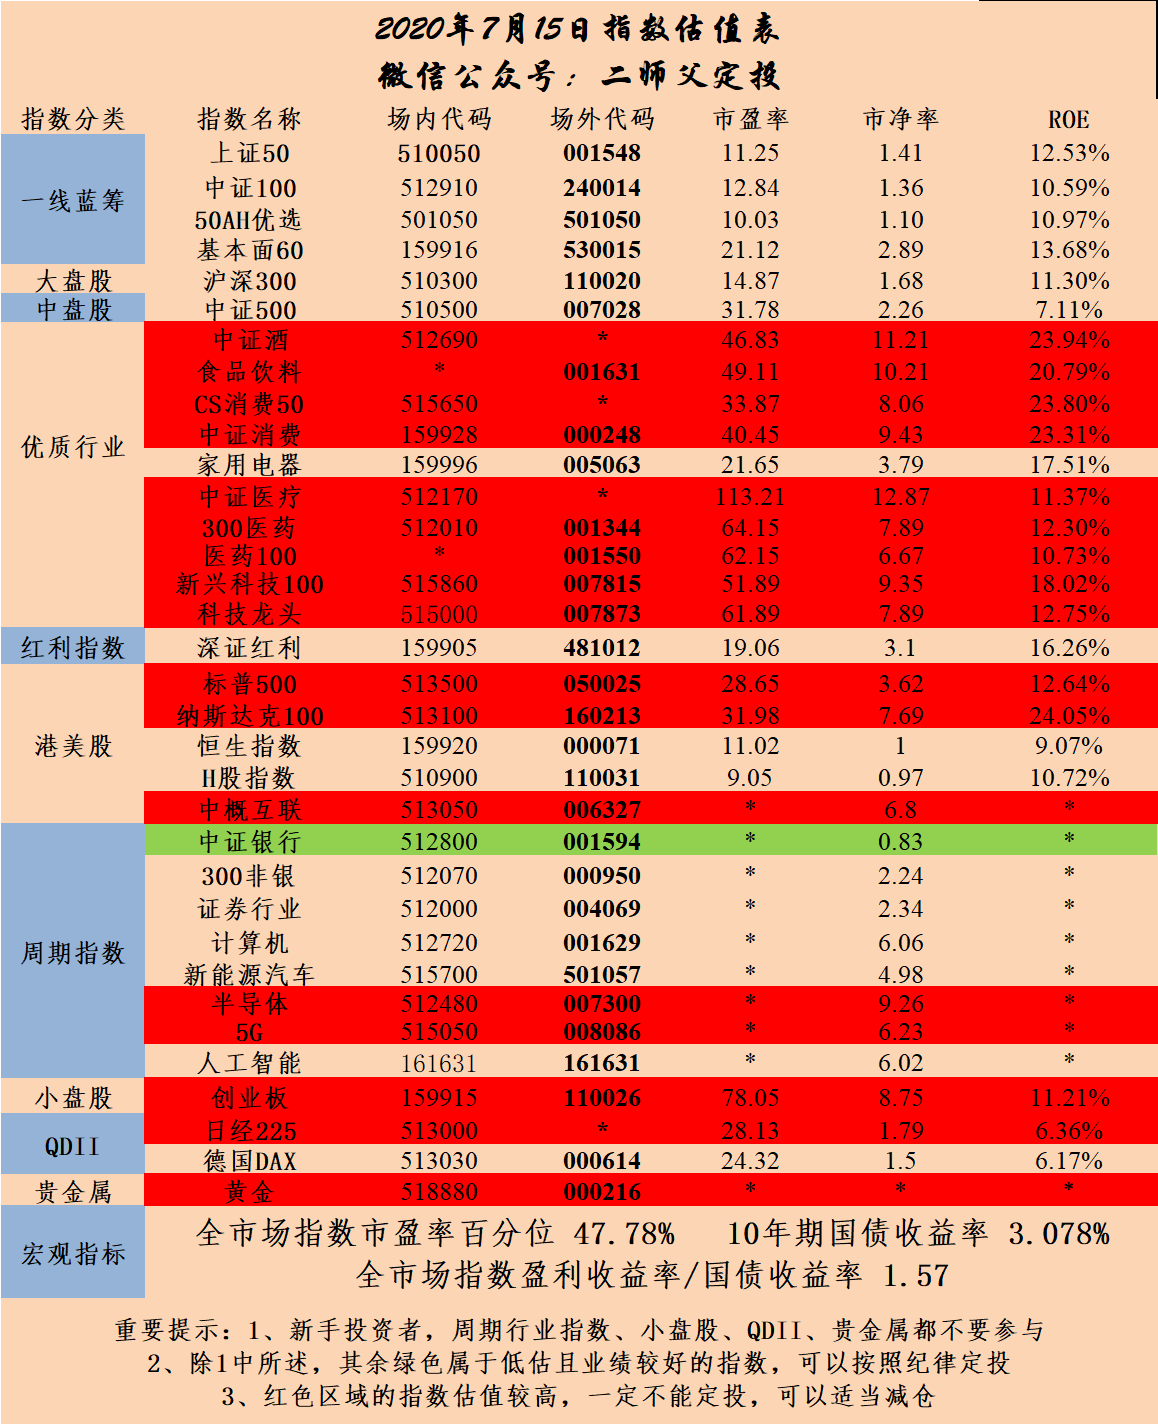 2020年7月15日指数估值表
微信公众号：二师父定投
指数分类 指数名称 场内代码 场外代码 市盈率 市净率 ROE
一线蓝筹 上证50 510050 001548 11.25 1.41 12.53%
中证100 512910 240014 12.84 1.36 10.59%
50AH优选 501050 501050 10.03 1.10 10.97%
基本面60 159916 530015 21.12 2.89 13.68%
大盘股 沪深300 510300 110020 14.87 1.68 11.30%
中盘股 中证500 510500 007028 31.78 2.26 7.11%
优质行业 中证酒 512690 * 46.83 11.21 23.94%
食品饮料 * 001631 49.11 10.21 20.79%
CS消费50 515650 * 33.87 8.06 23.80%
中证消费 159928 000248 40.45 9.43 23.31%
家用电器 159996 005063 21.65 3.79 17.51%
中证医疗 512170 * 113.21 12.87 11.37%
300医药 512010 001344 64.15 7.89 12.30%
医药100 * 001550 62.15 6.67 10.73%
新兴科技100 515860 007815 51.89 9.35 18.02%
科技龙头 515000 007873 61.89 7.89 12.75%
红利指数 深证红利 159905 481012 19.06 3.1 16.26%
港美股 标普500 513500 050025 28.65 3.62 12.64%
纳斯达克100 513100 160213 31.98 7.69 24.05%
恒生指数 159920 000071 11.02 1 9.07%
H股指数 510900 110031 9.05 0.97 10.72%
中概互联 513050 006327 * 6.8 *
周期指数 中证银行 512800 001594 * 0.83 *
300非银 512070 000950 * 2.24 *
证券行业 512000 004069 * 2.34 *
计算机 512720 001629 * 6.06 *
新能源汽车 515700 501057 * 4.98 *
半导体 512480 007300 * 9.26 *
5G 515050 008086 * 6.23 *
人工智能 161631 161631 * 6.02 *
小盘股 创业板 159915 110026 78.05 8.75 11.21%
QDII 日经225 513000 * 28.13 1.79 6.36%
德国DAX 513030 000614 24.32 1.5 6.17%
贵金属 黄金 518880 000216 * * *
宏观指标 全市场指数市盈率百分位 47.78% 10年期国债收益率 3.078%
全市场指数盈利收益率/国债收益率 1.57
重要提示：1、新手投资者，周期行业指数、小盘股、QDII、贵金属都不要参与
2、除1中所述，其余绿色属于低估且业绩较好的指数，可以按照纪律定投
3、红色区域的指数估值较高，一定不能定投，可以适当减仓